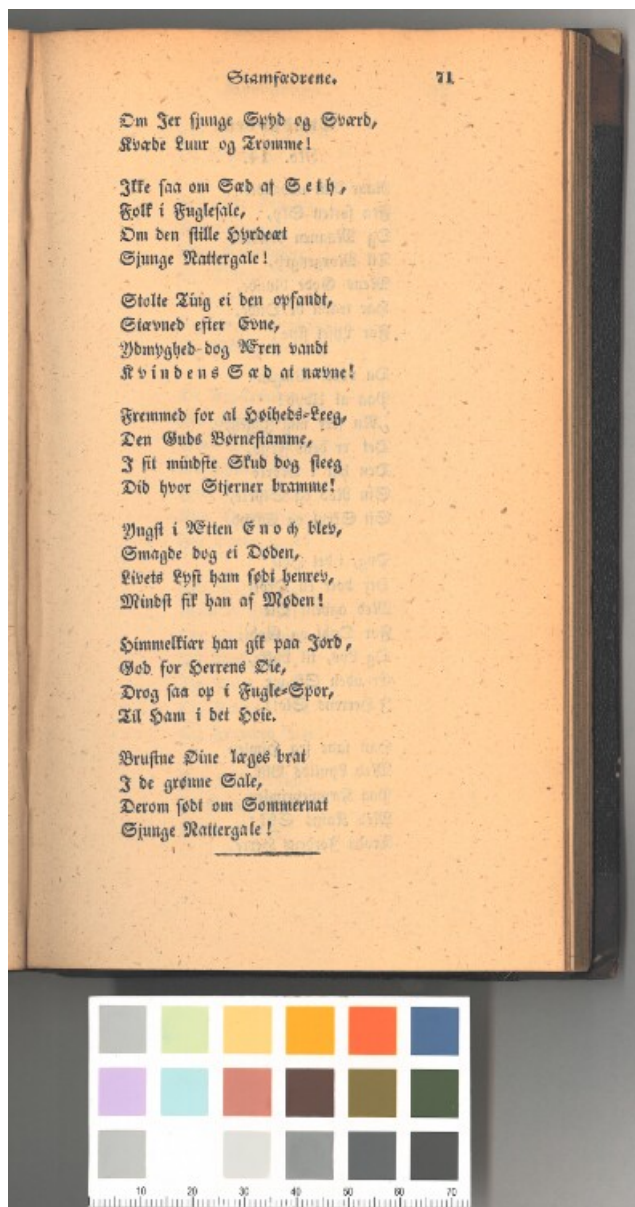 Stamfædrene. 71
Om Jer sjunge Spyd og Sværd,
Kvæde Luur og Tromme!
Ikke saa om Sæd af Seth,
Folk i Fuglesale,
Om den stille Hyrdeæt
Sjunge Nattergale!
Stolte Ting ei den opfandt,
Stævned efter Evne,
Ydmyghed dog Æren vandt
Kvindens Sæd at nævne!
Fremmed for al Høiheds-Leeg,
Den Guds Børnestamme,
I sit mindste Skud dog steeg
Did hvor Stjerner bramme!
Yngst i Ætten Enoch blev,
Smagde dog ei Døden,
Livets Lyst ham sødt henrev,
Mindst fik han af Møden!
Himmelkiær han gik paa Jord,
God for Herrens Øie,
Drog saa op i Fugle-Spor,
Til Ham i det Høie.
Brustne Øine læges brat
I de grønne Sale,
Derom sødt om Sommernat
Sjunge Nattergale!
10 20 30 40 50 60 70